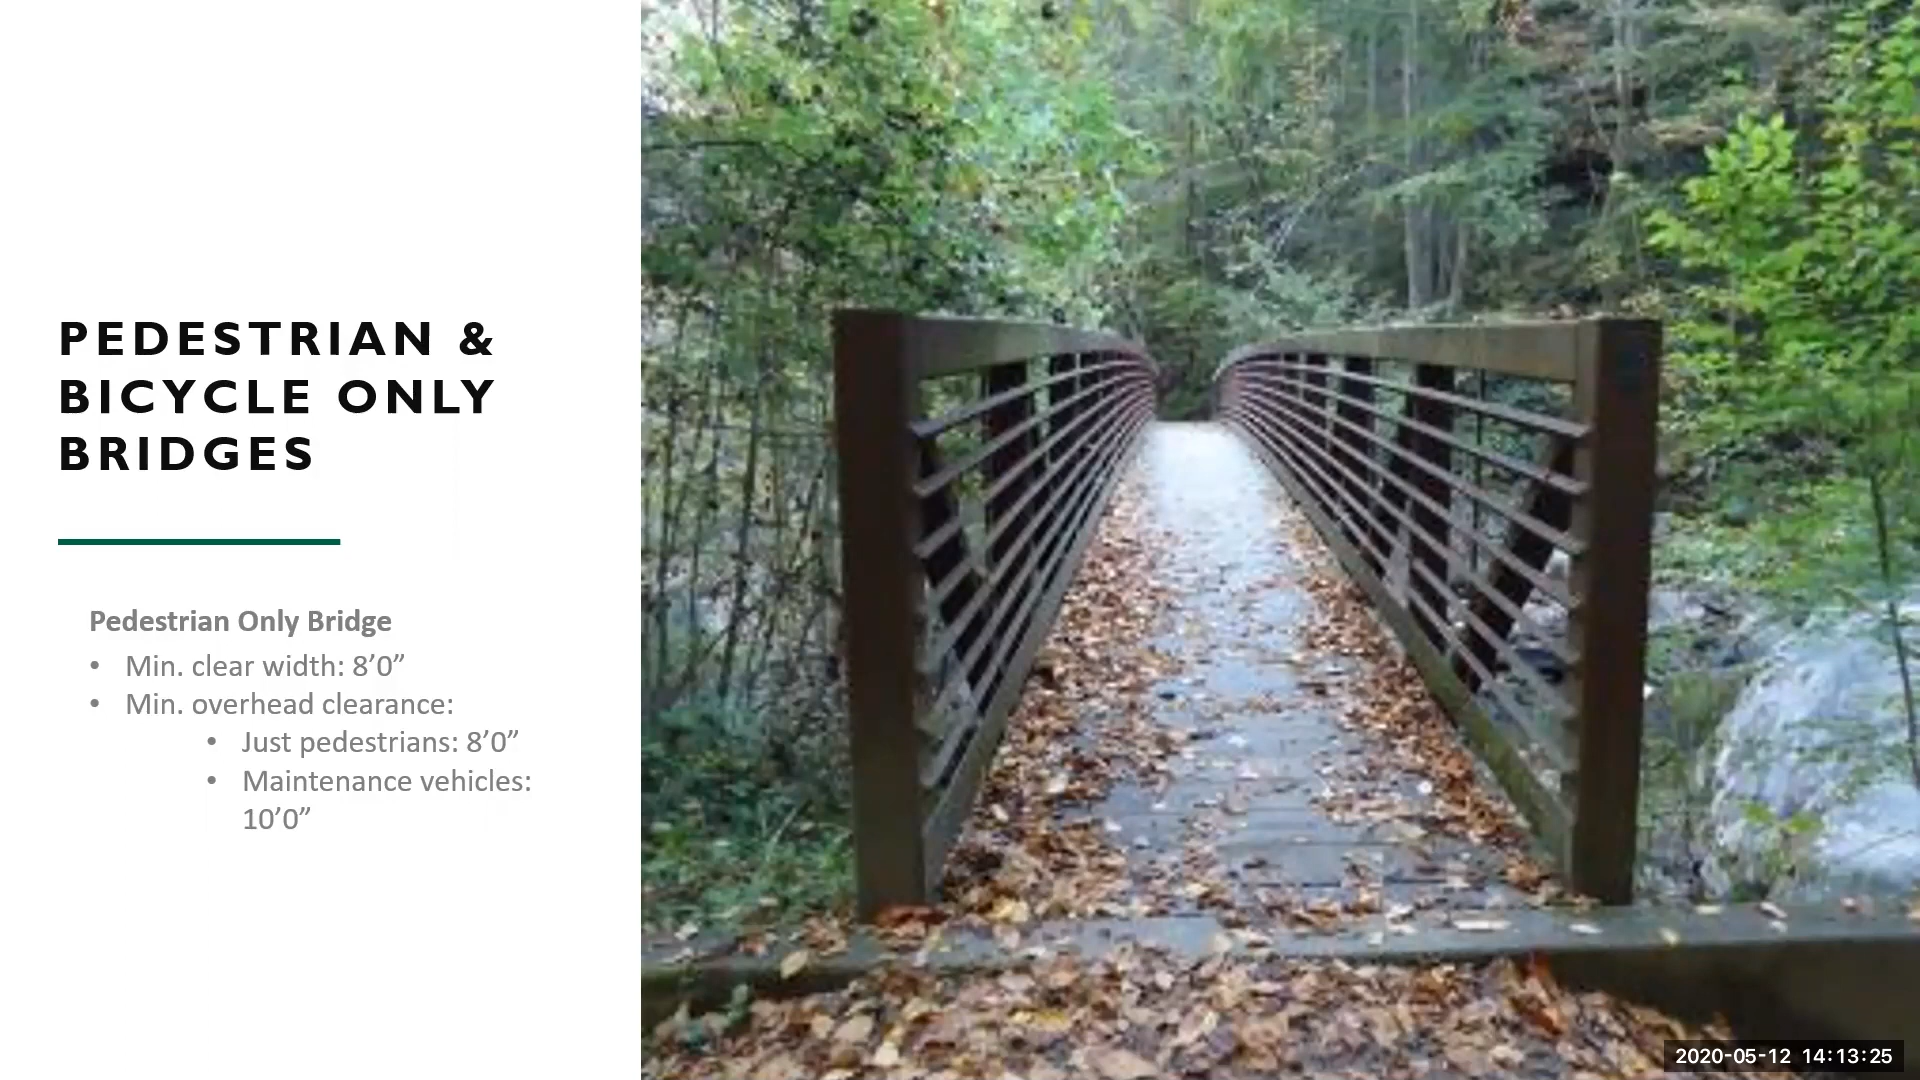 PEDESTRIAN &
BICYCLE ONLY
BRIDGES
Pedestrian Only Bridge
• Min. clear width: 8’0”
• Min. overhead clearance:
• Just pedestrians: 8’0”
• Maintenance vehicles:
10’0”
2020-05-12 14:13:25